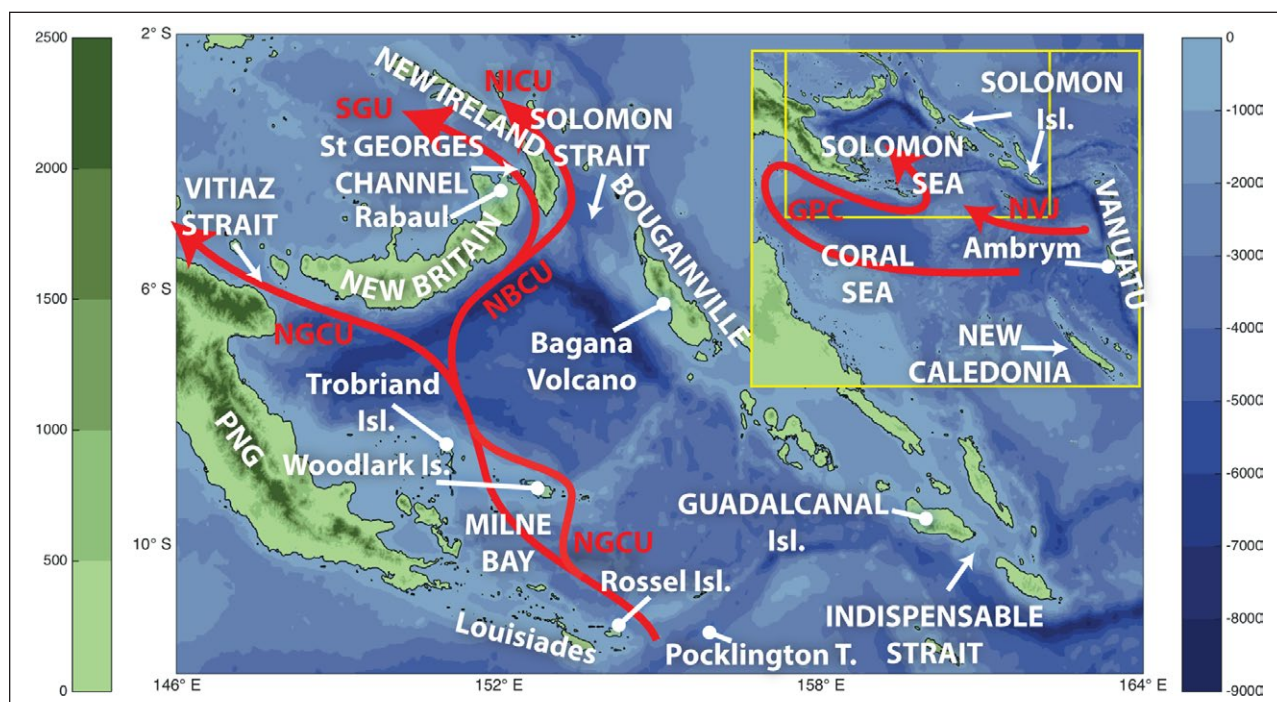 2500
2000
1500
1000
500
0
2° S
6° S
10° S
146° E
152° E
158° E
164° E
NEW IRELAND
NICU
SGU
SOLOMON
STRAIT
St GEORGES
CHANNEL
Rabaul
VITIAZ
STRAIT
BOUGAINVILLE
NEW BRITAIN
NBCU
NGCU
Bagana
Volcano
Trobriand
Isl.
PNG
Woodlark Is.
MILNE
BAY
NGCU
Rossel Isl.
Louisiades
Pocklington T.
GUADALCANAL
Isl.
INDISPENSABLE
STRAIT
SOLOMON
Isl.
SOLOMON
SEA
GPC
NVJ
VANUATU
Ambrym
CORAL
SEA
NEW
CALEDONIA
0
-1000
-2000
-3000
-4000
-5000
-6000
-7000
-8000
-9000